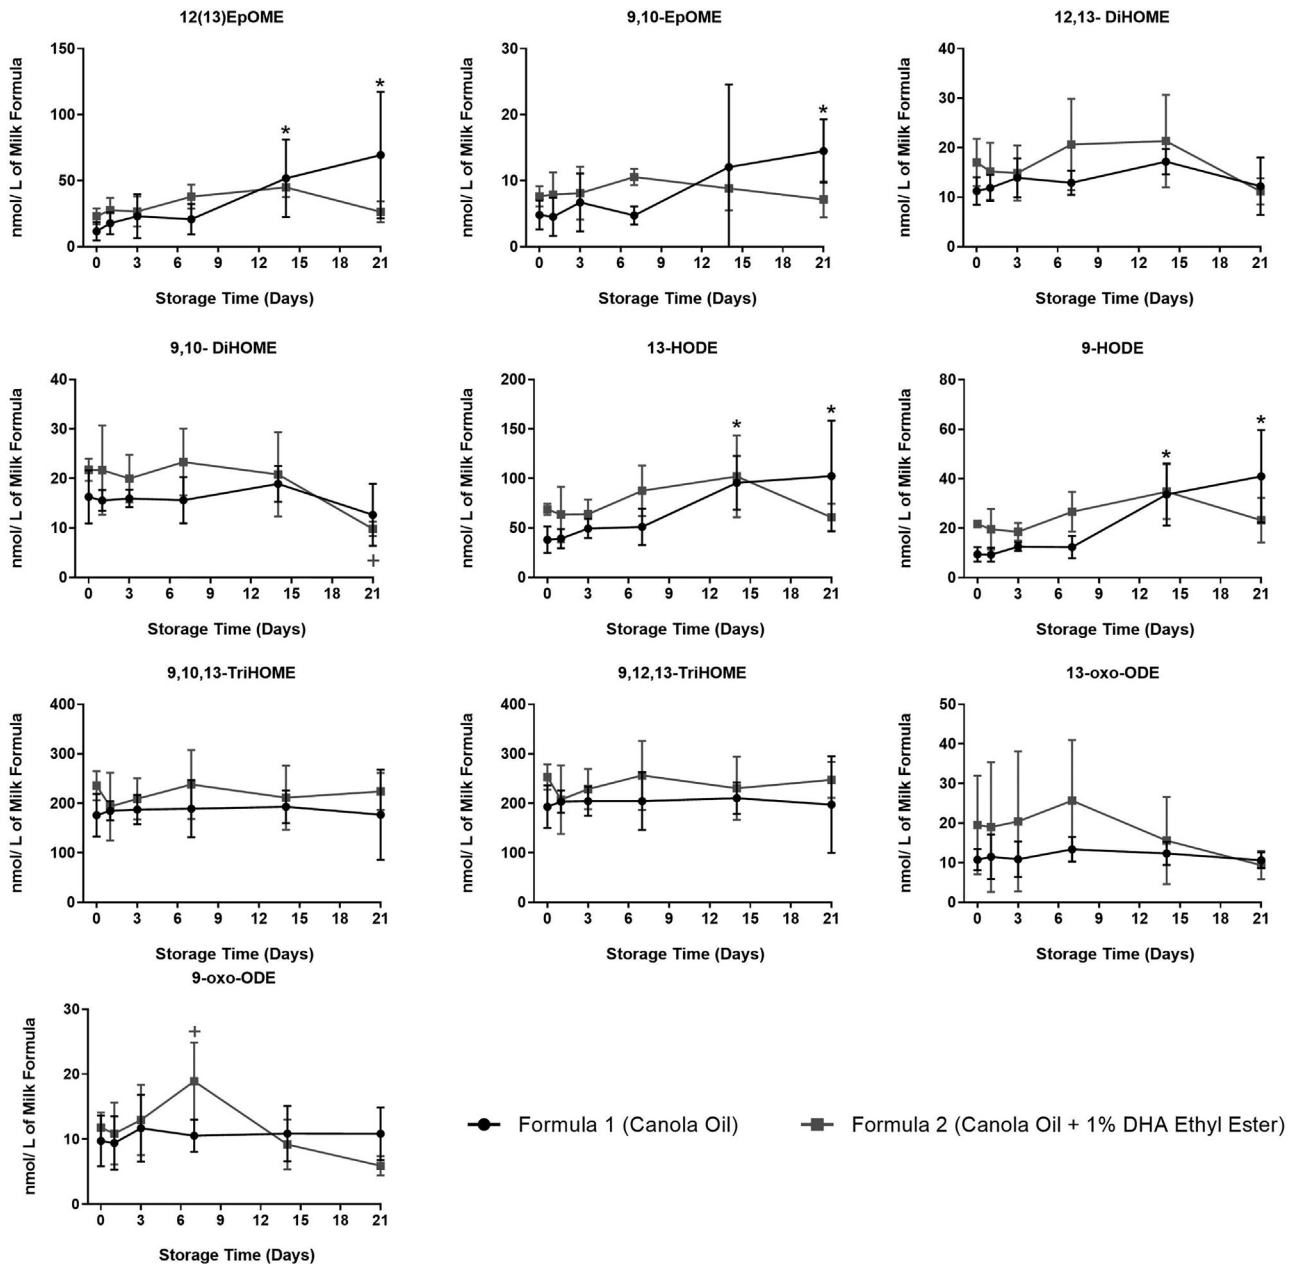 12(13)EpOME
9,10-EpOME
12,13- DiHOME
nmol/ L of Milk Formula
150
100
50
0
0 3 6 9 12 15 18 21
Storage Time (Days)
* *
nmol/ L of Milk Formula
30
20
10
0
0 3 6 9 12 15 18 21
Storage Time (Days)
*
nmol/ L of Milk Formula
40
30
20
10
0
0 3 6 9 12 15 18 21
Storage Time (Days)
9,10- DiHOME
13-HODE
9-HODE
nmol/ L of Milk Formula
40
30
20
10
0
0 3 6 9 12 15 18 21
Storage Time (Days)
+
nmol/ L of Milk Formula
200
150
100
50
0
0 3 6 9 12 15 18 21
Storage Time (Days)
* *
nmol/ L of Milk Formula
80
60
40
20
0
0 3 6 9 12 15 18 21
Storage Time (Days)
* *
9,10,13-TriHOME
9,12,13-TriHOME
13-oxo-ODE
nmol/ L of Milk Formula
400
300
200
100
0
0 3 6 9 12 15 18 21
Storage Time (Days)
nmol/ L of Milk Formula
400
300
200
100
0
0 3 6 9 12 15 18 21
Storage Time (Days)
nmol/ L of Milk Formula
50
40
30
20
10
0
0 3 6 9 12 15 18 21
Storage Time (Days)
9-oxo-ODE
nmol/ L of Milk Formula
30
20
10
0
0 3 6 9 12 15 18 21
Storage Time (Days)
+
Formula 1 (Canola Oil)
Formula 2 (Canola Oil + 1% DHA Ethyl Ester)